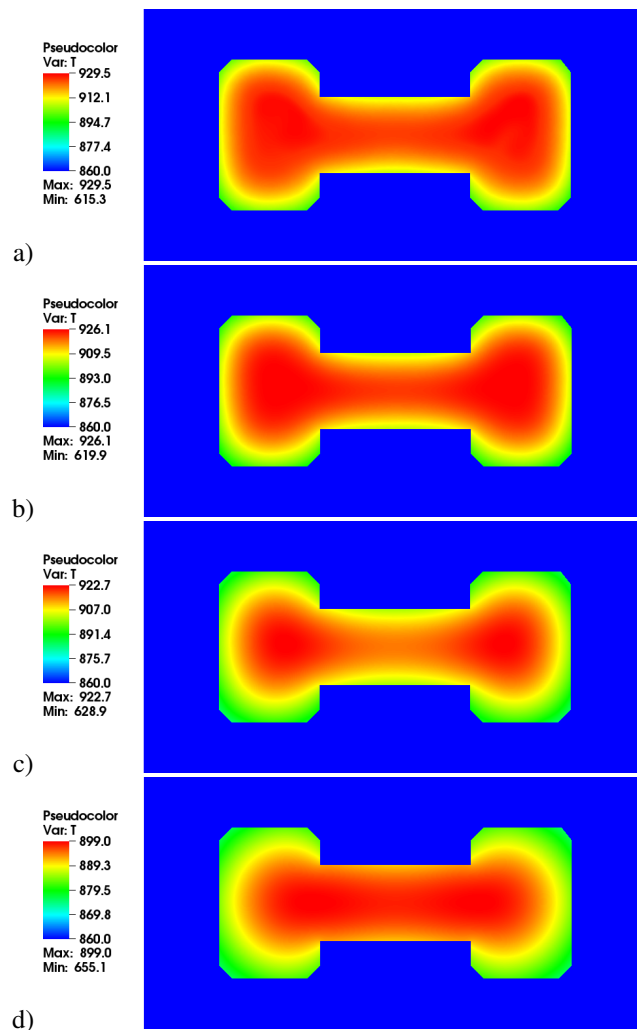 Pseudocolor
Var: T
929.5
912.1
894.7
877.4
860.0
Max: 929.5
Min: 615.3
a)
Pseudocolor
Var: T
926.1
909.5
893.0
876.5
860.0
Max: 926.1
Min: 619.9
b)
Pseudocolor
Var: T
922.7
907.0
891.4
875.7
860.0
Max: 922.7
Min: 628.9
c)
Pseudocolor
Var: T
899.0
889.3
879.5
869.8
860.0
Max: 899.0
Min: 655.1
d)